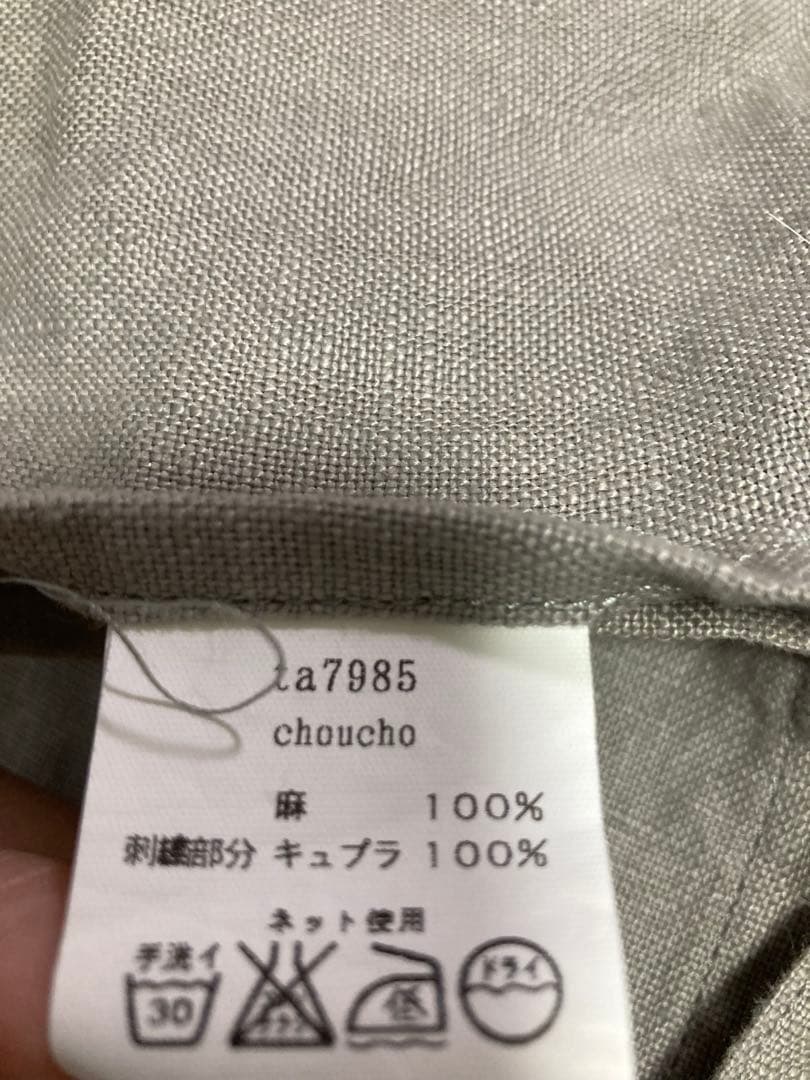 ta7985
choucho
麻 100%
刺繍部分 キュプラ 100%
ネット使用
手洗イ 30
低
ドライ